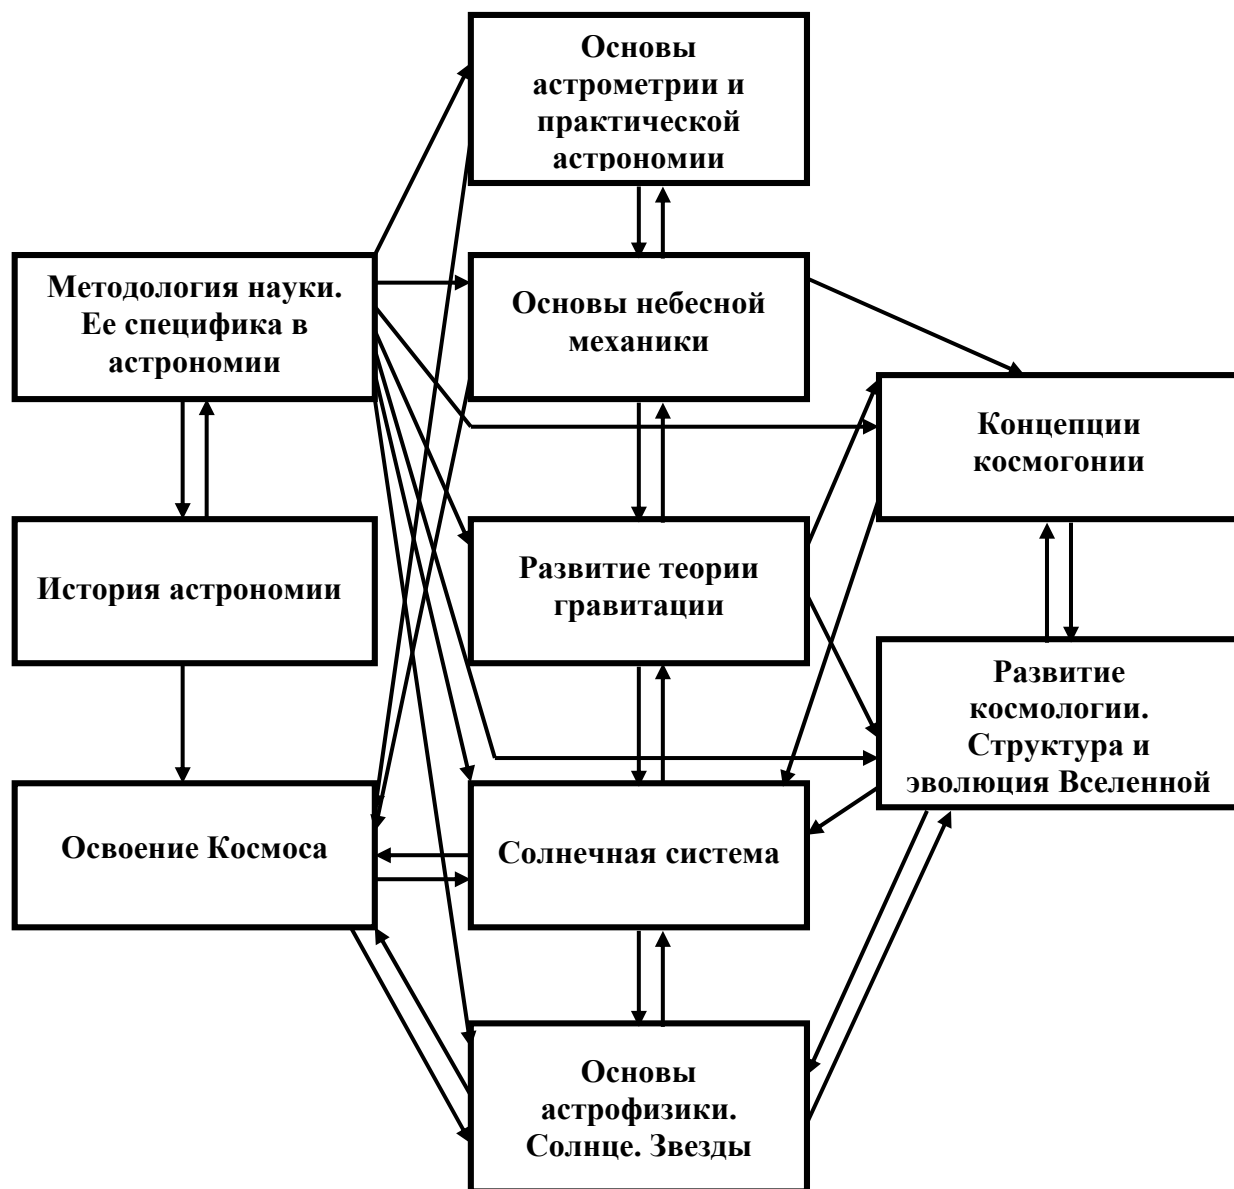 Основы
астрометрии и
практической
астрономии
Методология науки.
Ее специфика в
астрономии
Основы небесной
механики
Концепции
космогонии
История астрономии
Развитие теории
гравитации
Развитие
космологии.
Структура и
эволюция Вселенной
Освоение Космоса
Солнечная система
Основы
астрофизики.
Солнце. Звезды